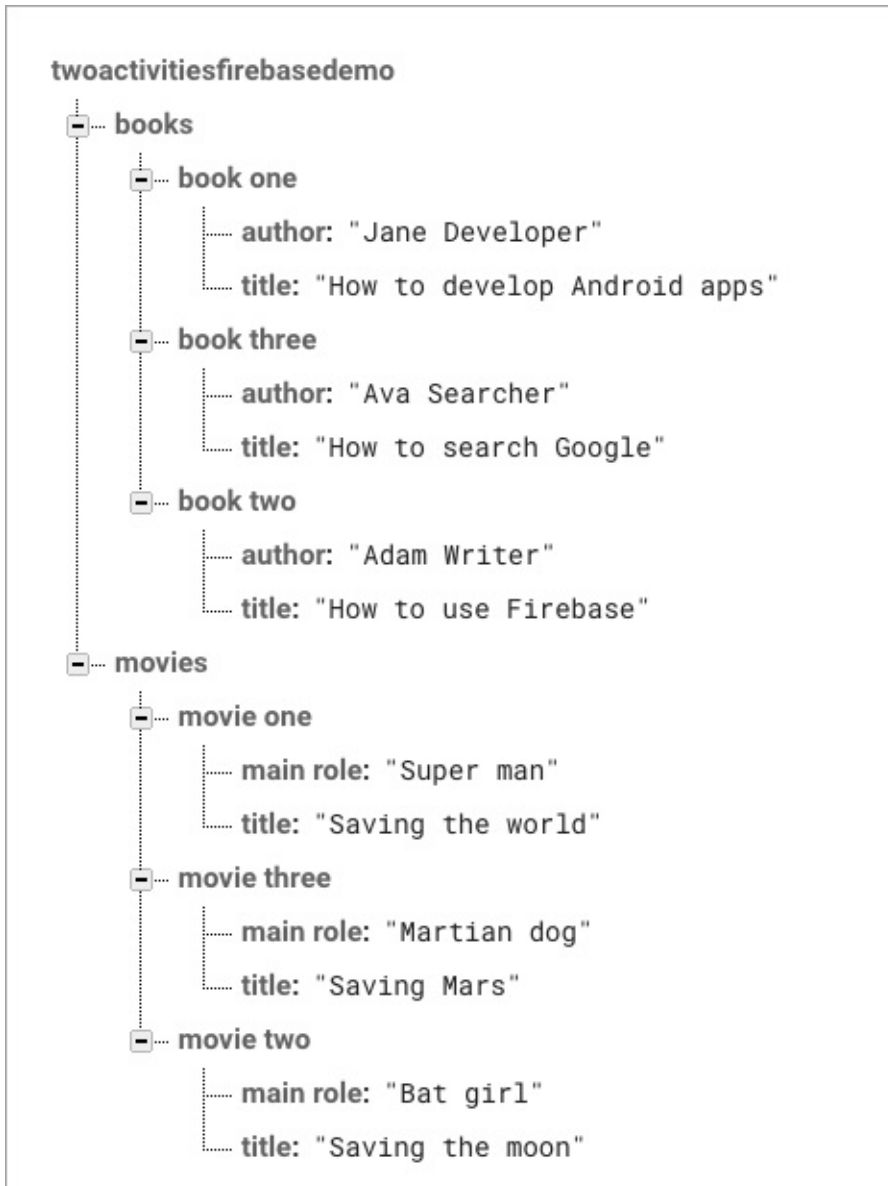 twoactivitiesfirebasedemo
books
book one
author: "Jane Developer"
title: "How to develop Android apps"
book three
author: "Ava Searcher"
title: "How to search Google"
book two
author: "Adam Writer"
title: "How to use Firebase"
movies
movie one
main role: "Super man"
title: "Saving the world"
movie three
main role: "Martian dog"
title: "Saving Mars"
movie two
main role: "Bat girl"
title: "Saving the moon"